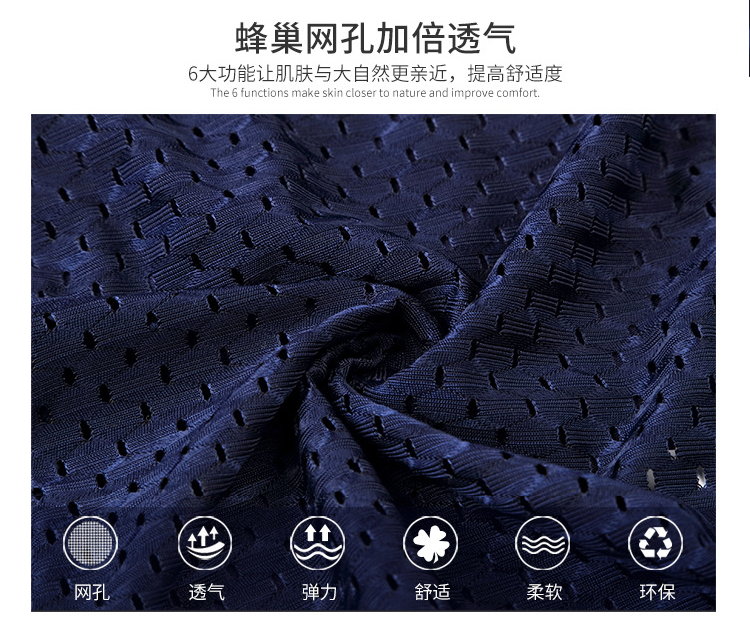 蜂巢网孔加倍透气
6大功能让肌肤与大自然更亲近，提高舒适度
The 6 functions make skin closer to nature and improve comfort.
网孔 透气 弹力 舒适 柔软 环保